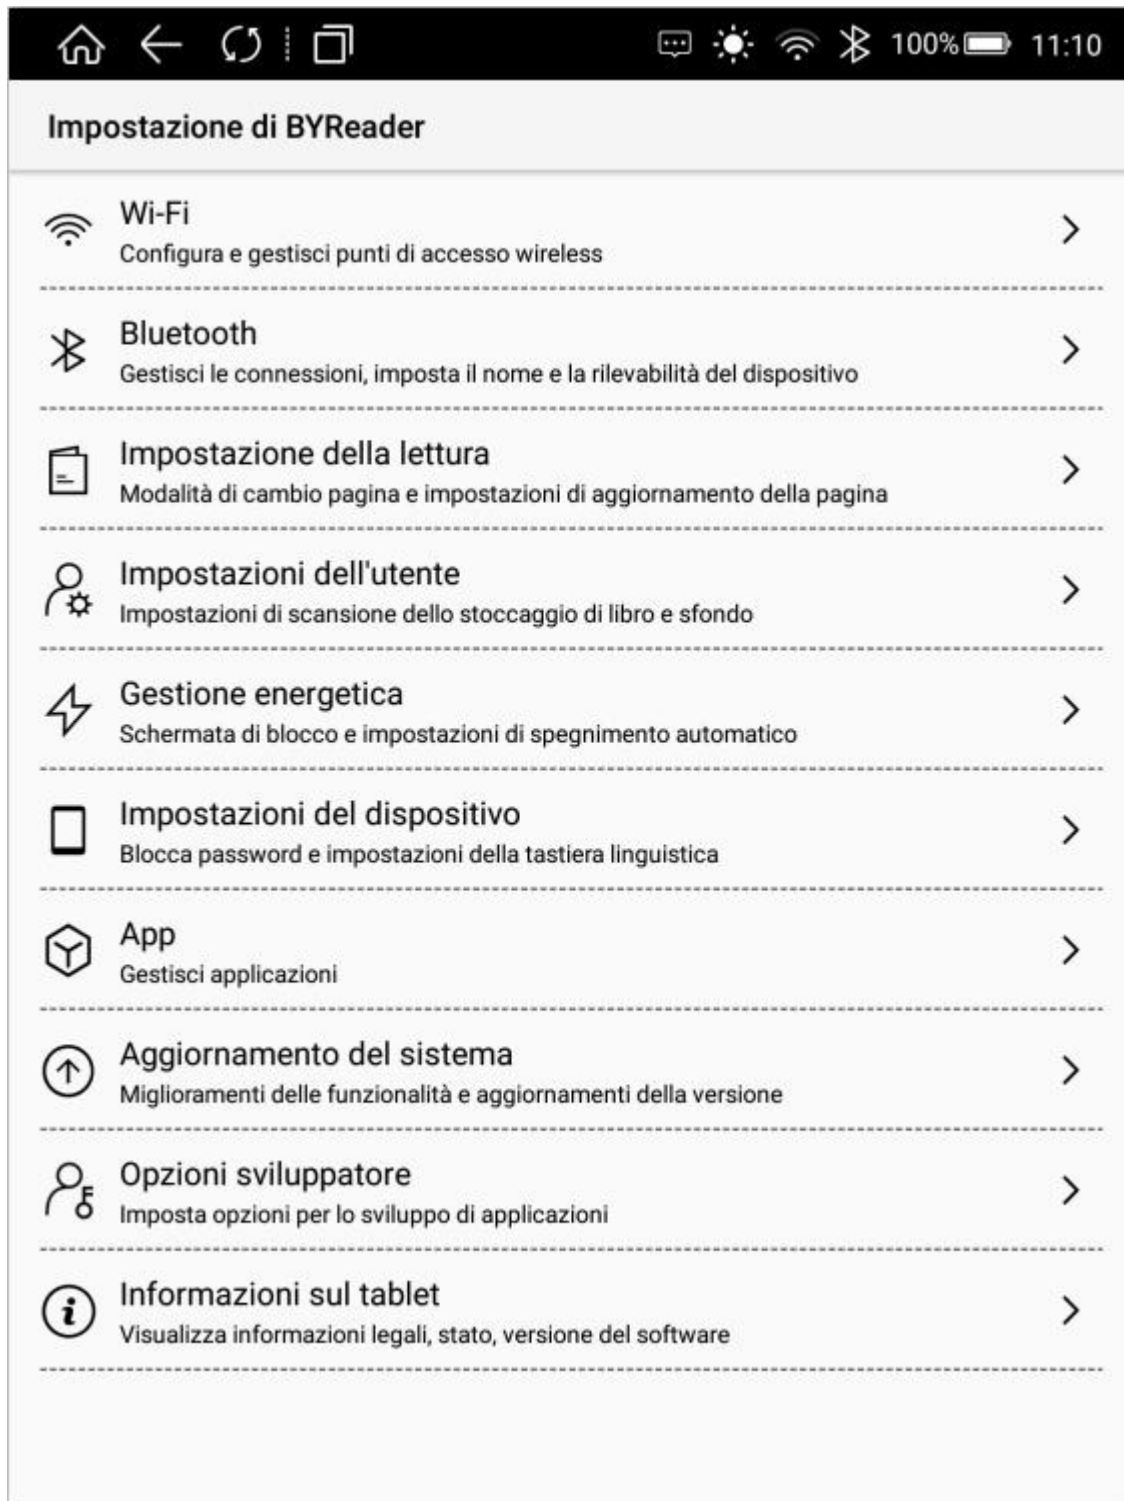 100% 11:10
Impostazione di BYReader
Wi-Fi
Configura e gestisci punti di accesso wireless
Bluetooth
Gestisci le connessioni, imposta il nome e la rilevabilità del dispositivo
Impostazione della lettura
Modalità di cambio pagina e impostazioni di aggiornamento della pagina
Impostazioni dell'utente
Impostazioni di scansione dello stoccaggio di libro e sfondo
Gestione energetica
Schermata di blocco e impostazioni di spegnimento automatico
Impostazioni del dispositivo
Blocca password e impostazioni della tastiera linguistica
App
Gestisci applicazioni
Aggiornamento del sistema
Miglioramenti delle funzionalità e aggiornamenti della versione
Opzioni sviluppatore
Imposta opzioni per lo sviluppo di applicazioni
Informazioni sul tablet
Visualizza informazioni legali, stato, versione del software